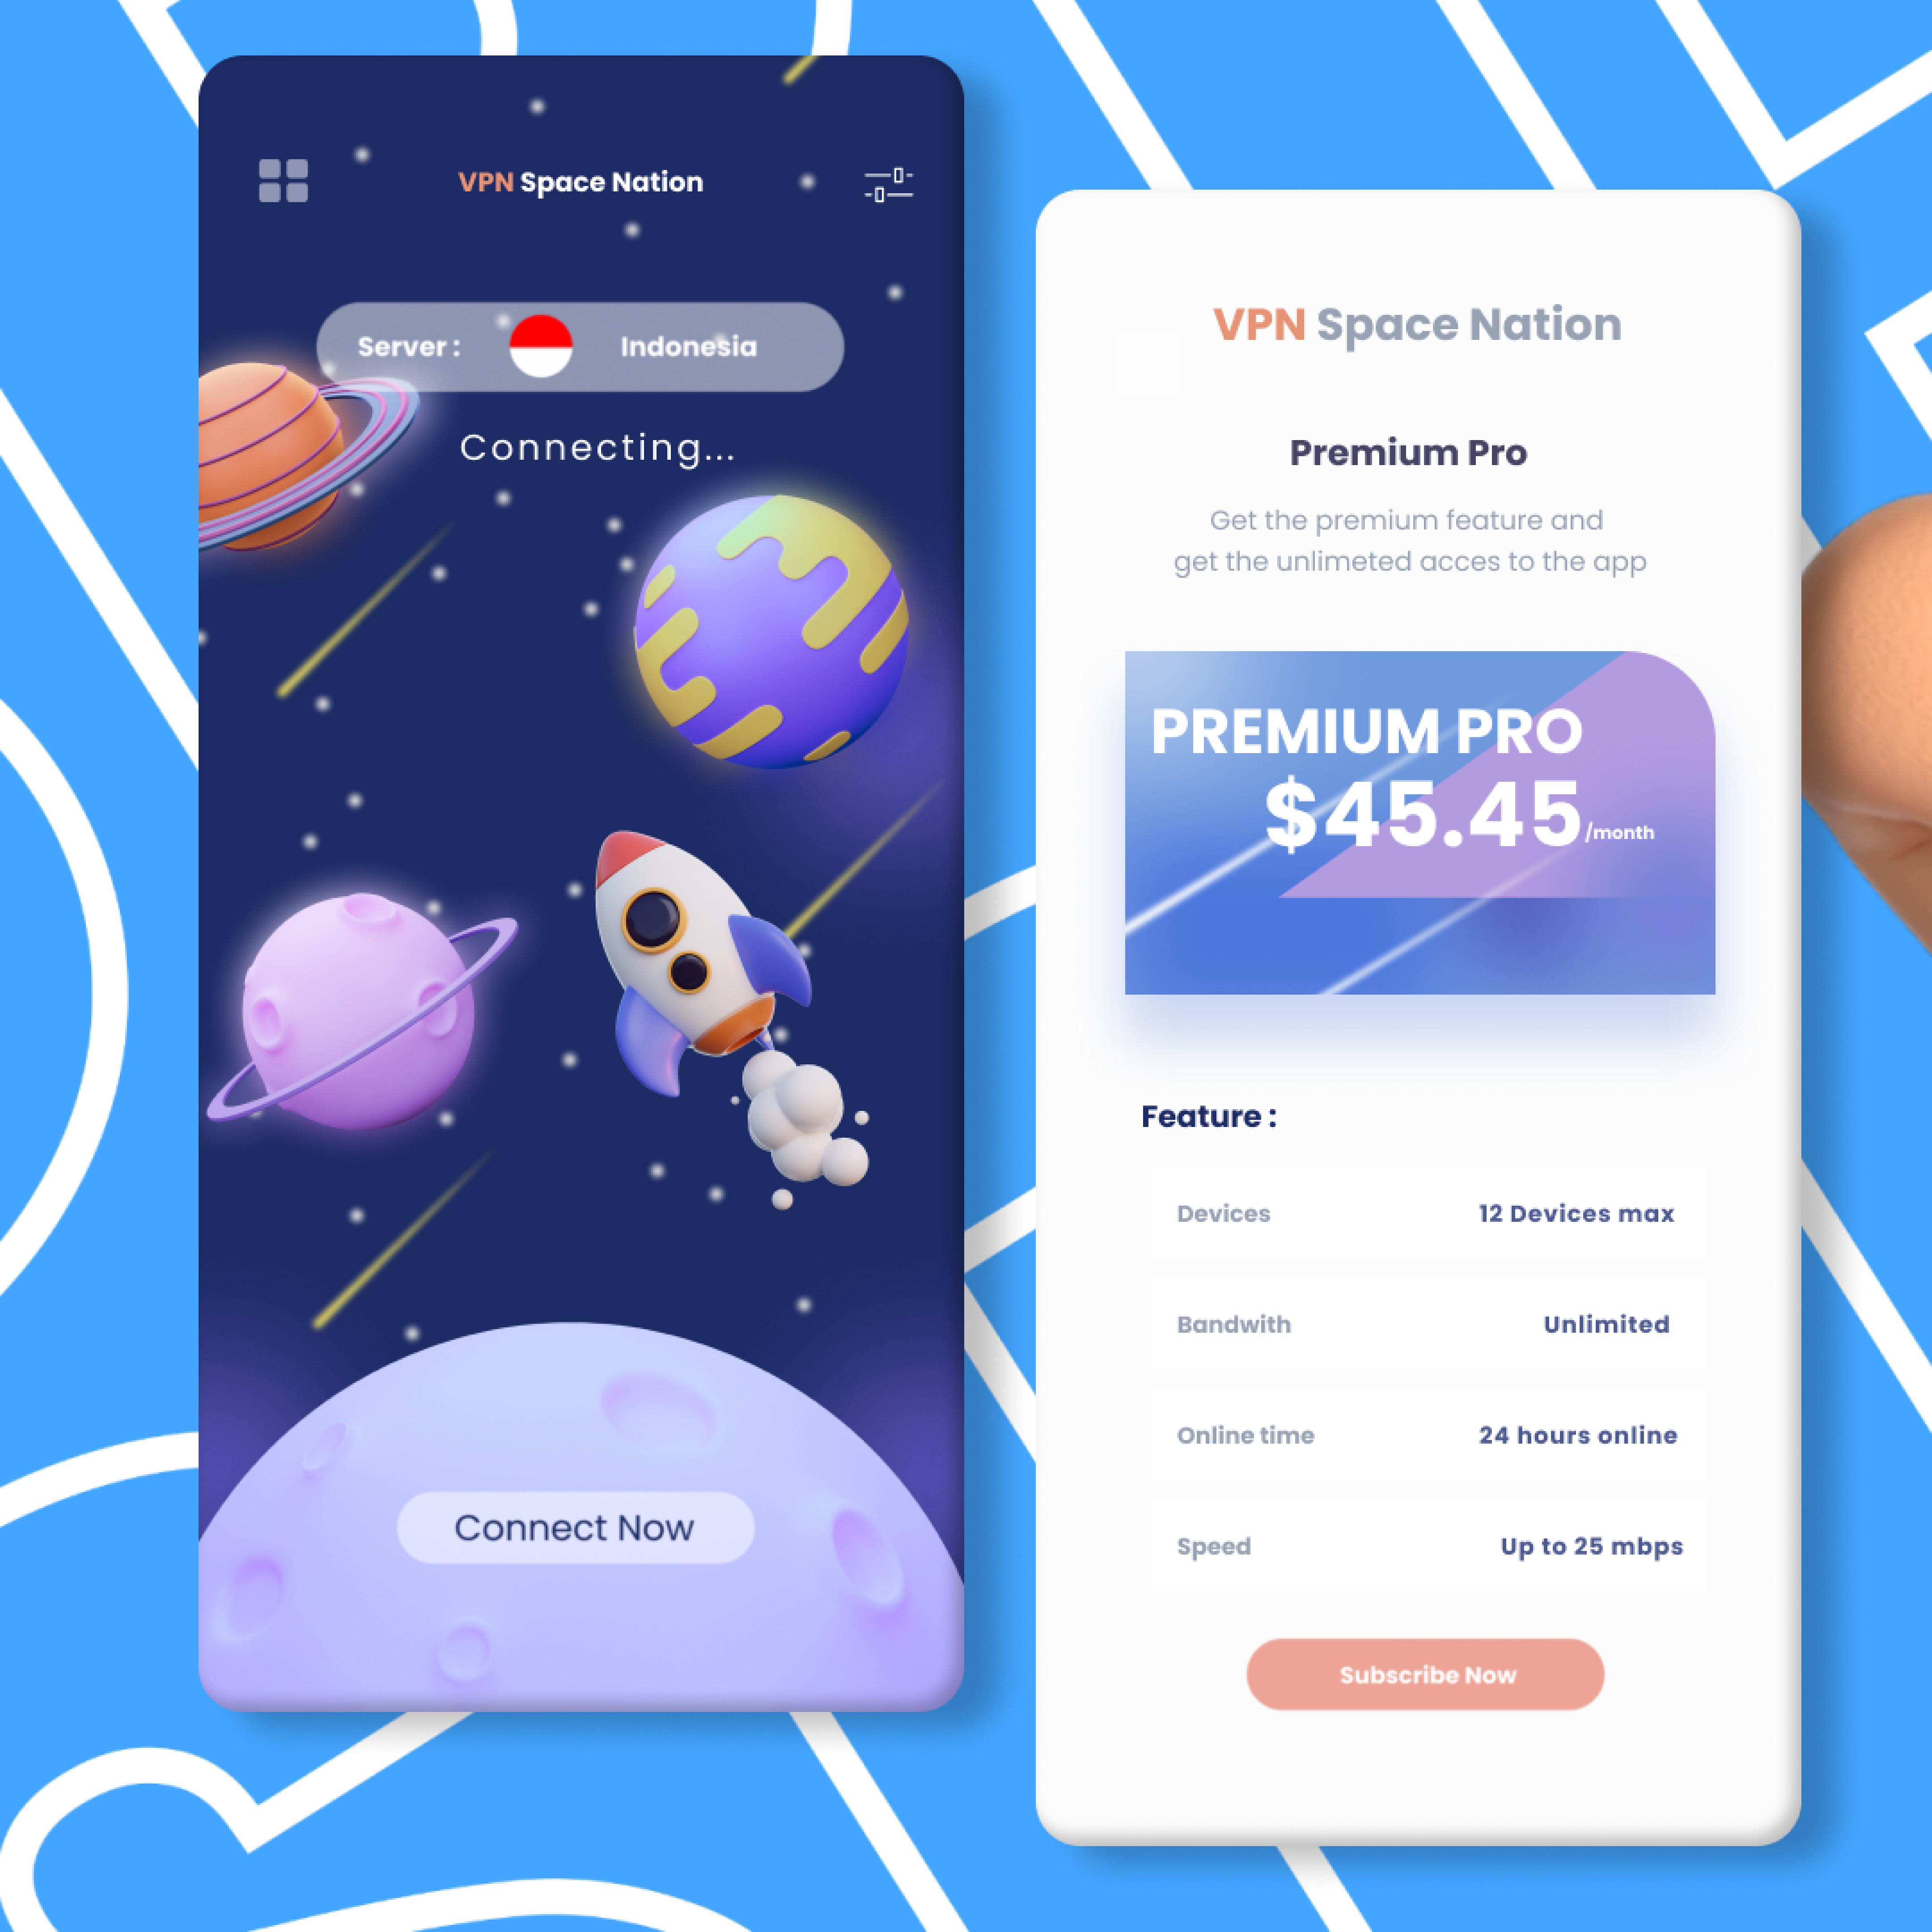 VPN Space Nation
Server : Indonesia
Connecting...
Connect Now
VPN Space Nation
Premium Pro
Get the premium feature and
get the unlimeted acces to the app
PREMIUM PRO
$45.45/month
Feature :
Devices 12 Devices max
Bandwith Unlimited
Online time 24 hours online
Speed Up to 25 mbps
Subscribe Now